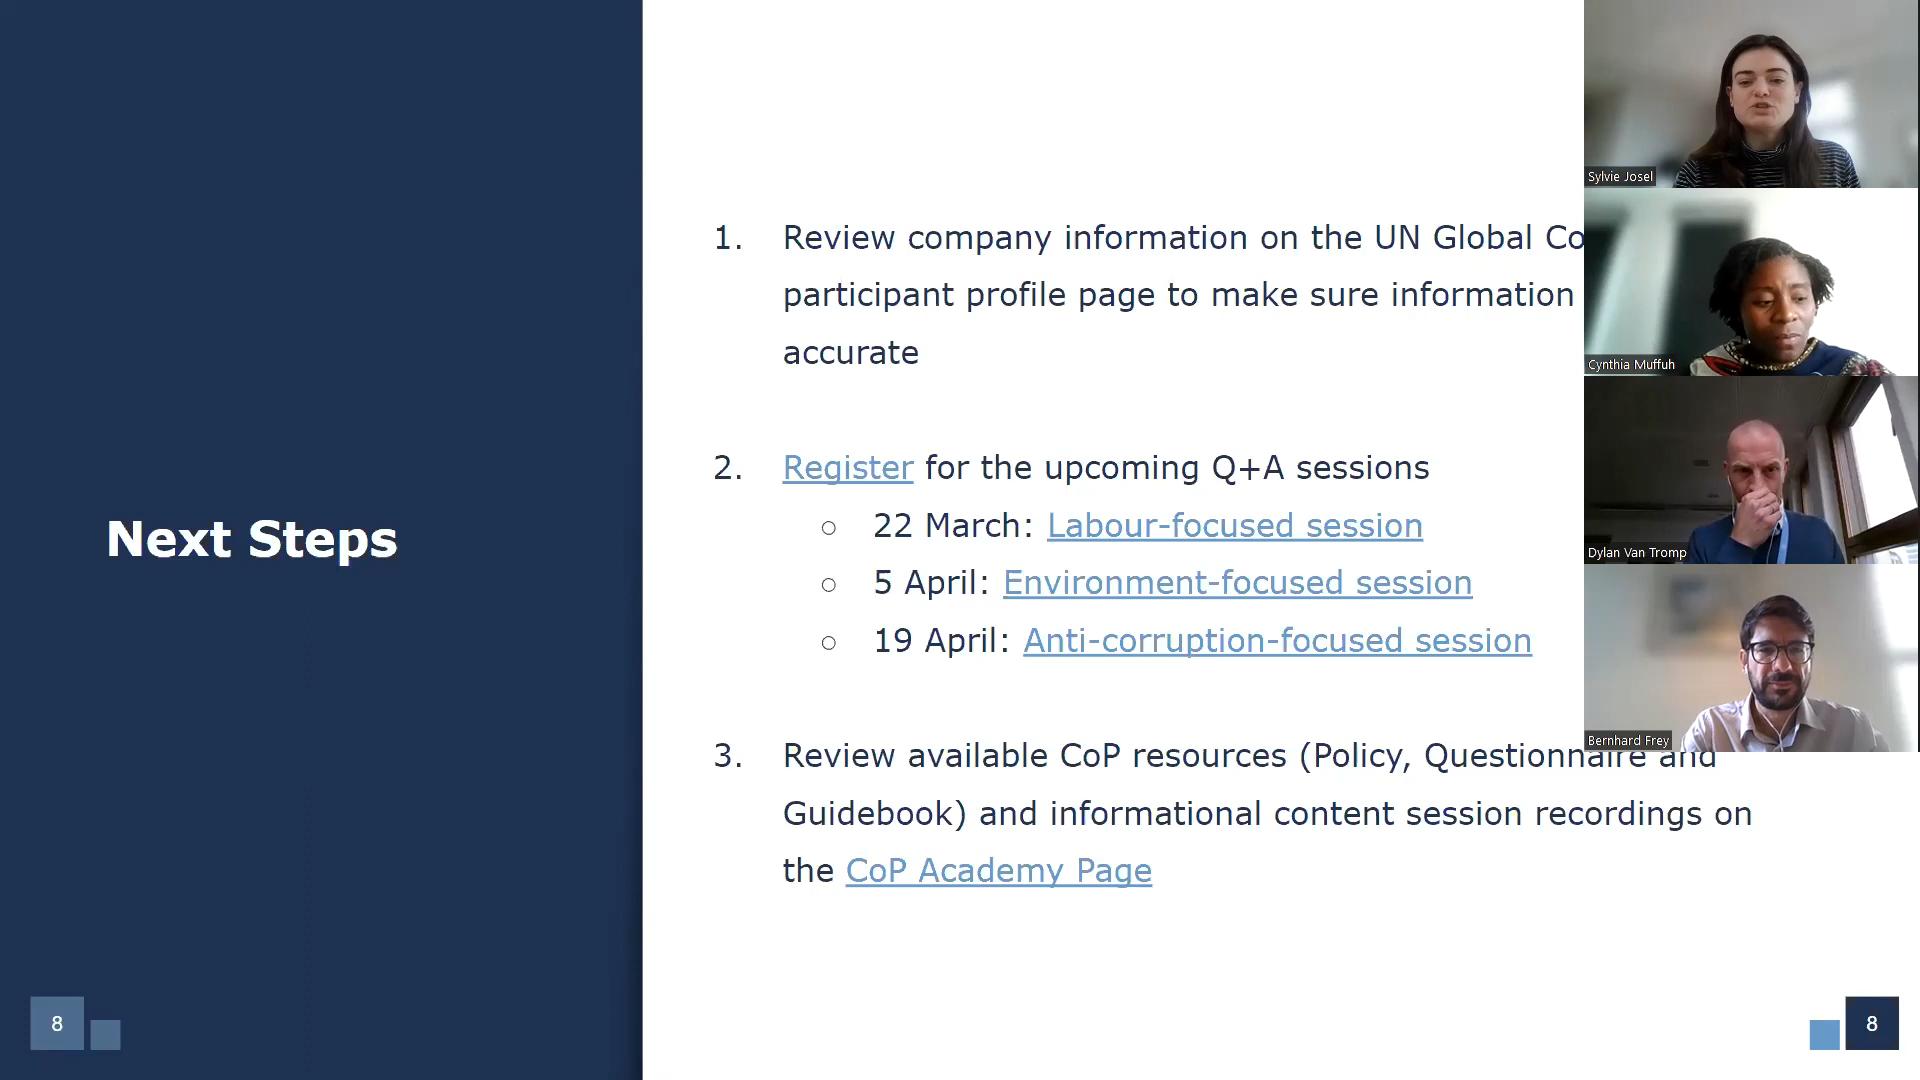 Next Steps
1. Review company information on the UN Global
participant profile page to make sure information
accurate
2. Register for the upcoming Q+A sessions
○ 22 March: Labour-focused session
○ 5 April: Environment-focused session
○ 19 April: Anti-corruption-focused session
3. Review available CoP resources (Policy, Questionnaire and
Guidebook) and informational content session recordings on
the CoP Academy Page
8
8
Sylvie Josel
Cynthia Muffuh
Dylan Van Tromp
Bernhard Frey